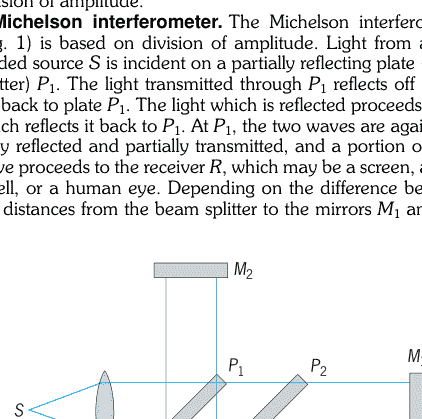 sion of amplitude.
Michelson interferometer. The Michelson interfero
g. 1) is based on division of amplitude. Light from a
ded source S is incident on a partially reflecting plate
tter) P1. The light transmitted through P1 reflects off
back to plate P1. The light which is reflected proceeds
ch reflects it back to P1. At P1, the two waves are agai
y reflected and partially transmitted, and a portion o
ve proceeds to the receiver R, which may be a screen, a
ell, or a human eye. Depending on the difference be
distances from the beam splitter to the mirrors M1 an
M2
P1 P2
M
S